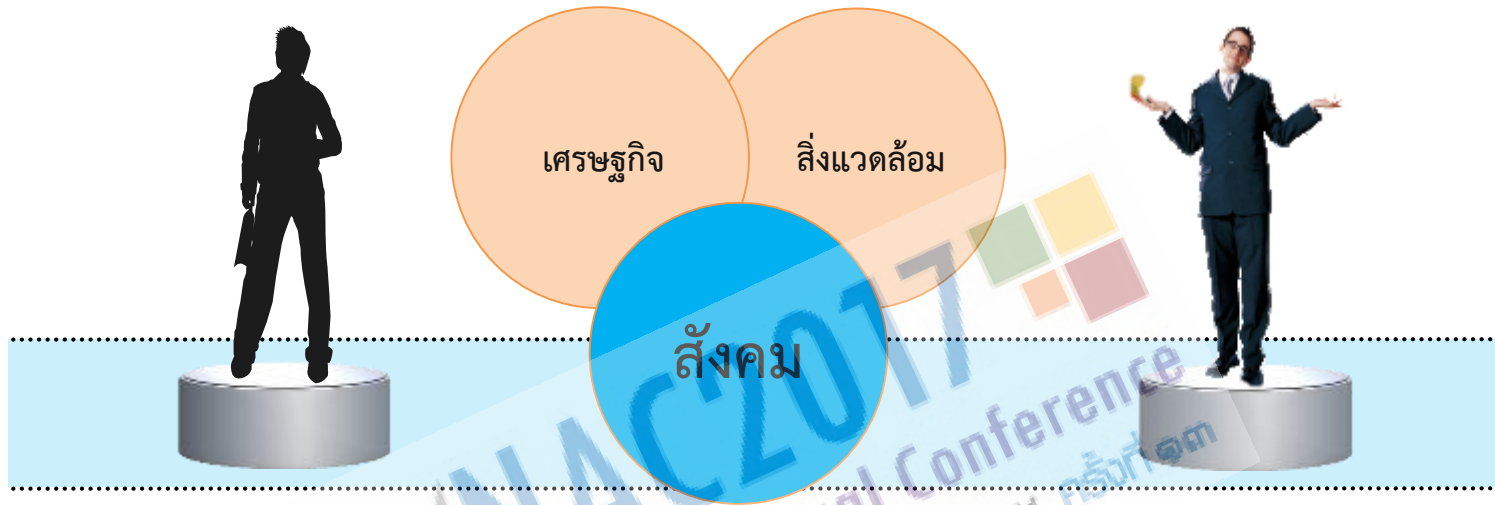 เศรษฐกิจ
สิ่งแวดล้อม
สังคม
NAC2017
Conference
ครั้งที่ ๑๓